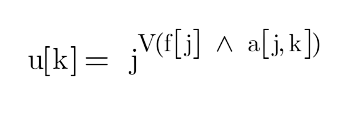 u[k] = j^{V(f[j] ∧ a[j,k])}